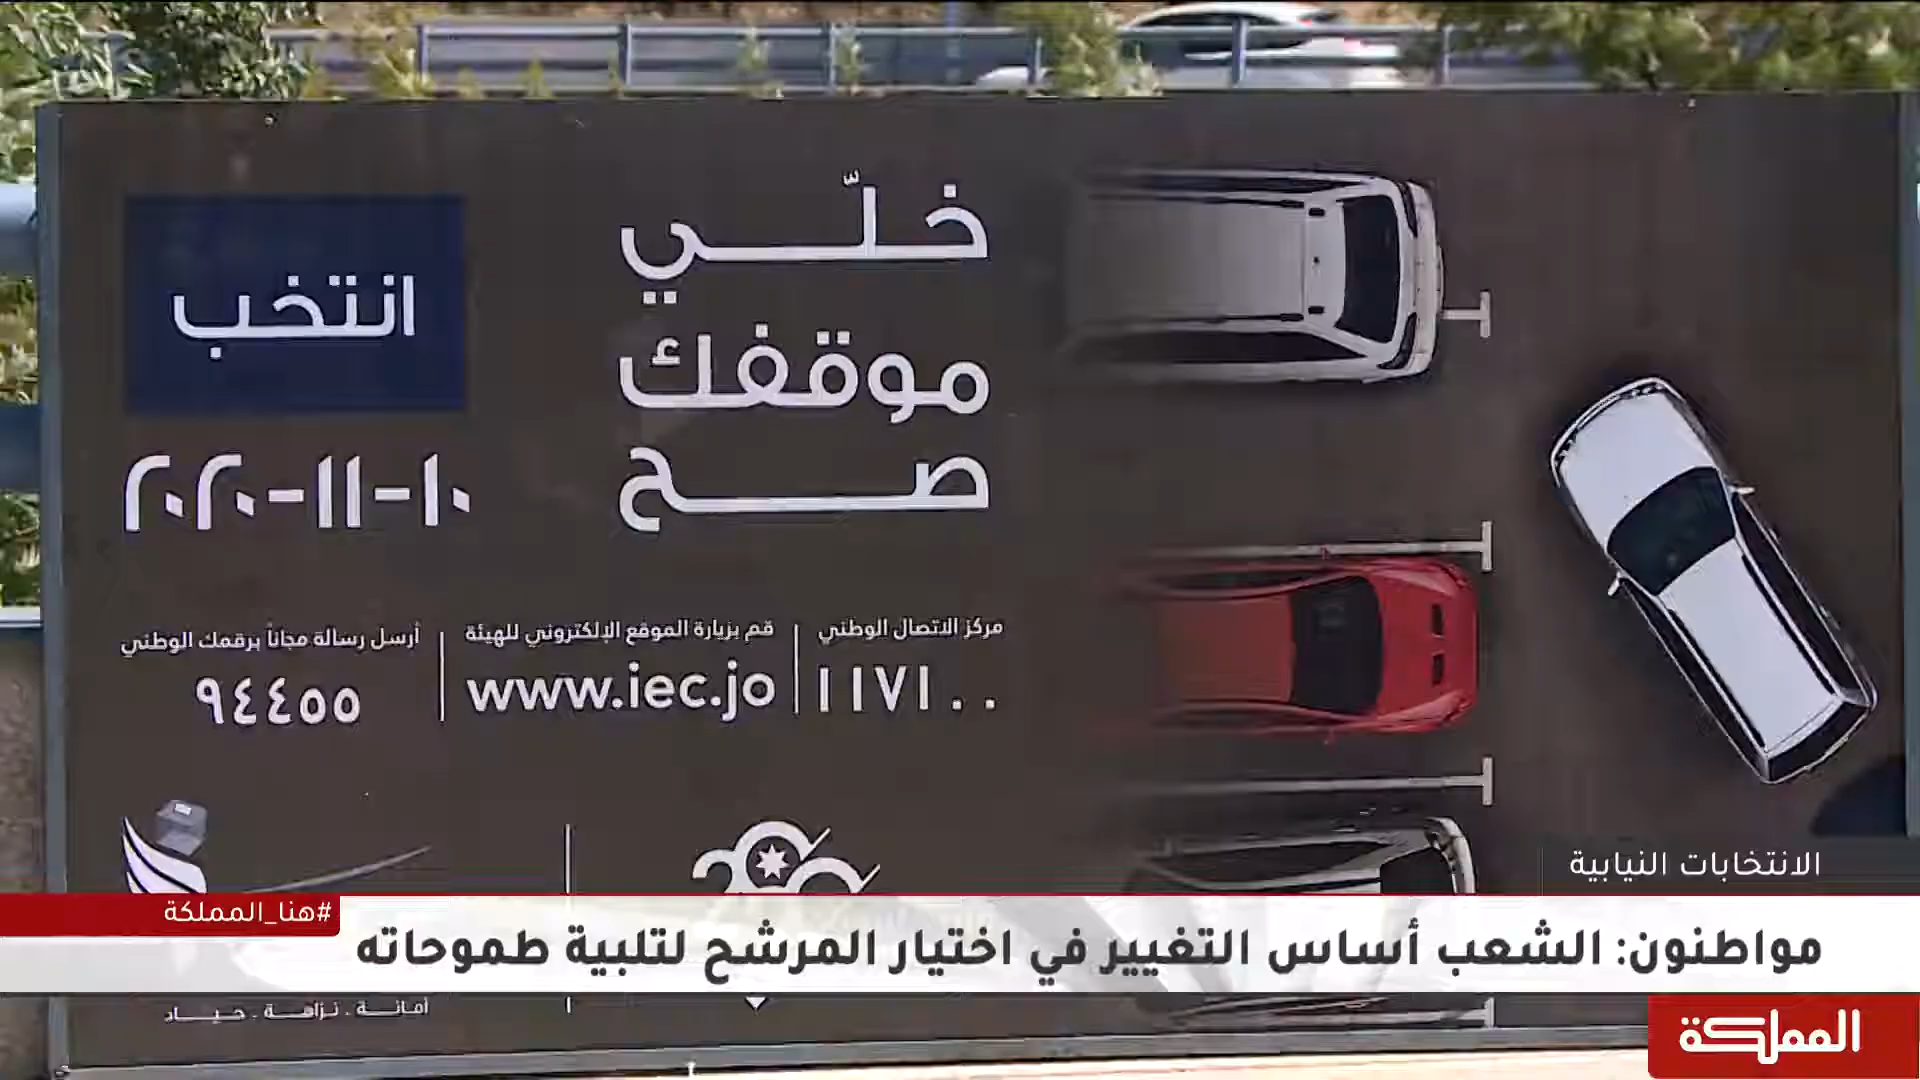 خلّي
موقفك
صح
انتخب
١٠-١١-٢٠٢٠
مركز الاتصال الوطني
١١٧١٠٠
قم بزيارة الموقع الإلكتروني للهيئة
www.iec.jo
أرسل رسالة مجاناً برقمك الوطني
٩٤٤٥٥
أمانة . نزاهة . حياد
الانتخابات النيابية
#هنا_المملكة
مواطنون: الشعب أساس التغيير في اختيار المرشح لتلبية طموحاته
المملكة